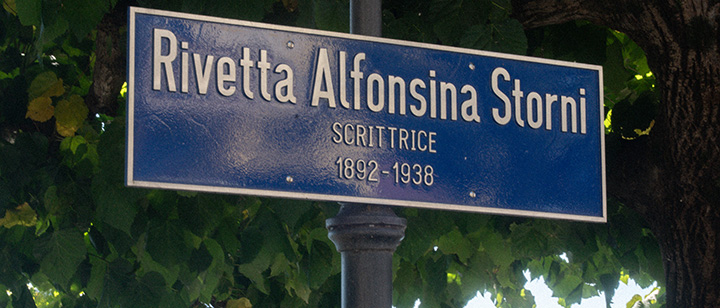 Rivetta Alfonsina Storni
SCRITTRICE
1892-1938